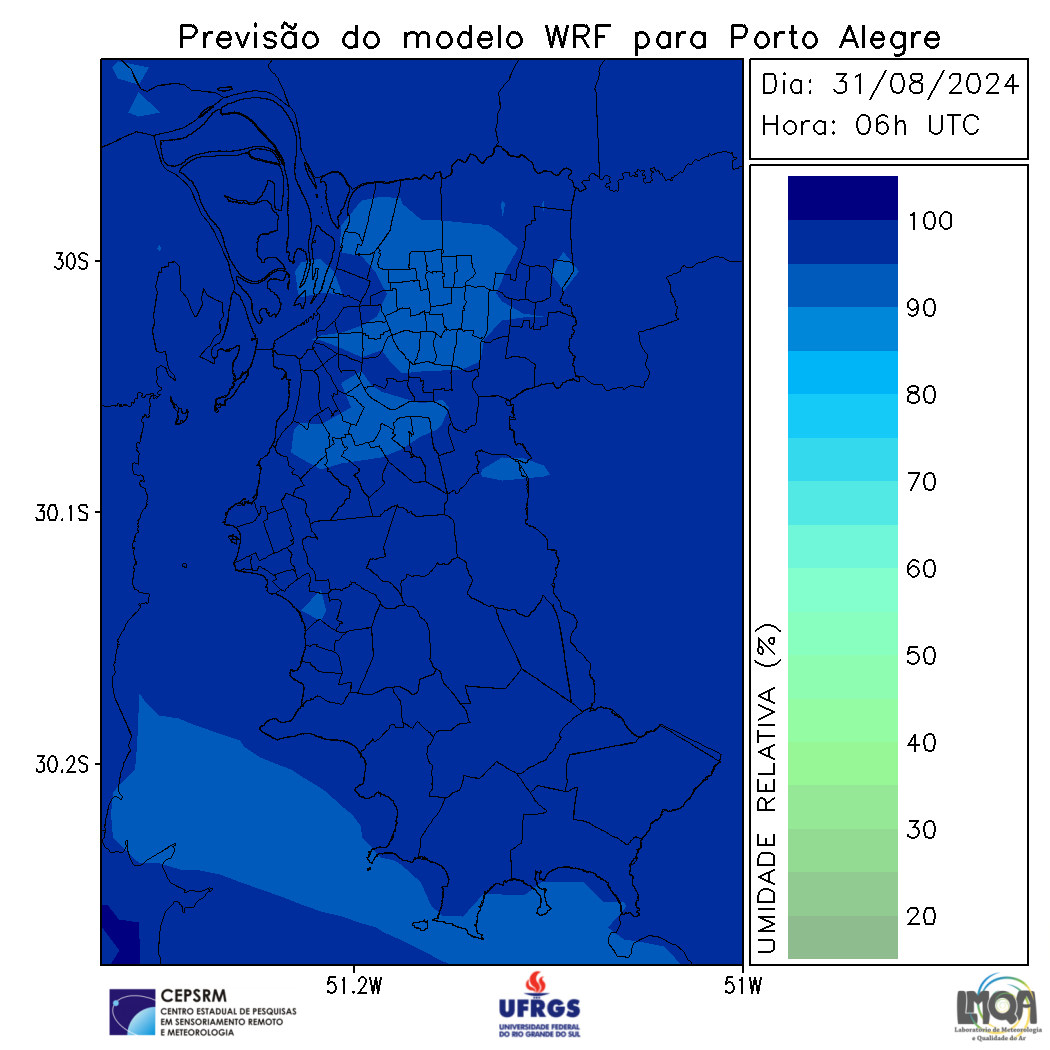 Previsão do modelo WRF para Porto Alegre
Dia: 31/08/2024
Hora: 06h UTC
30S
30.1S
30.2S
51.2W
51W
UMIDADE RELATIVA (%)
100
90
80
70
60
50
40
30
20
CEPSRM
CENTRO ESTADUAL DE PESQUISAS
EM SENSORIAMENTO REMOTO
E METEOROLOGIA
UFRGS
UNIVERSIDADE FEDERAL
DO RIO GRANDE DO SUL
LMQA
Laboratório de Meteorologia
e Qualidade do Ar